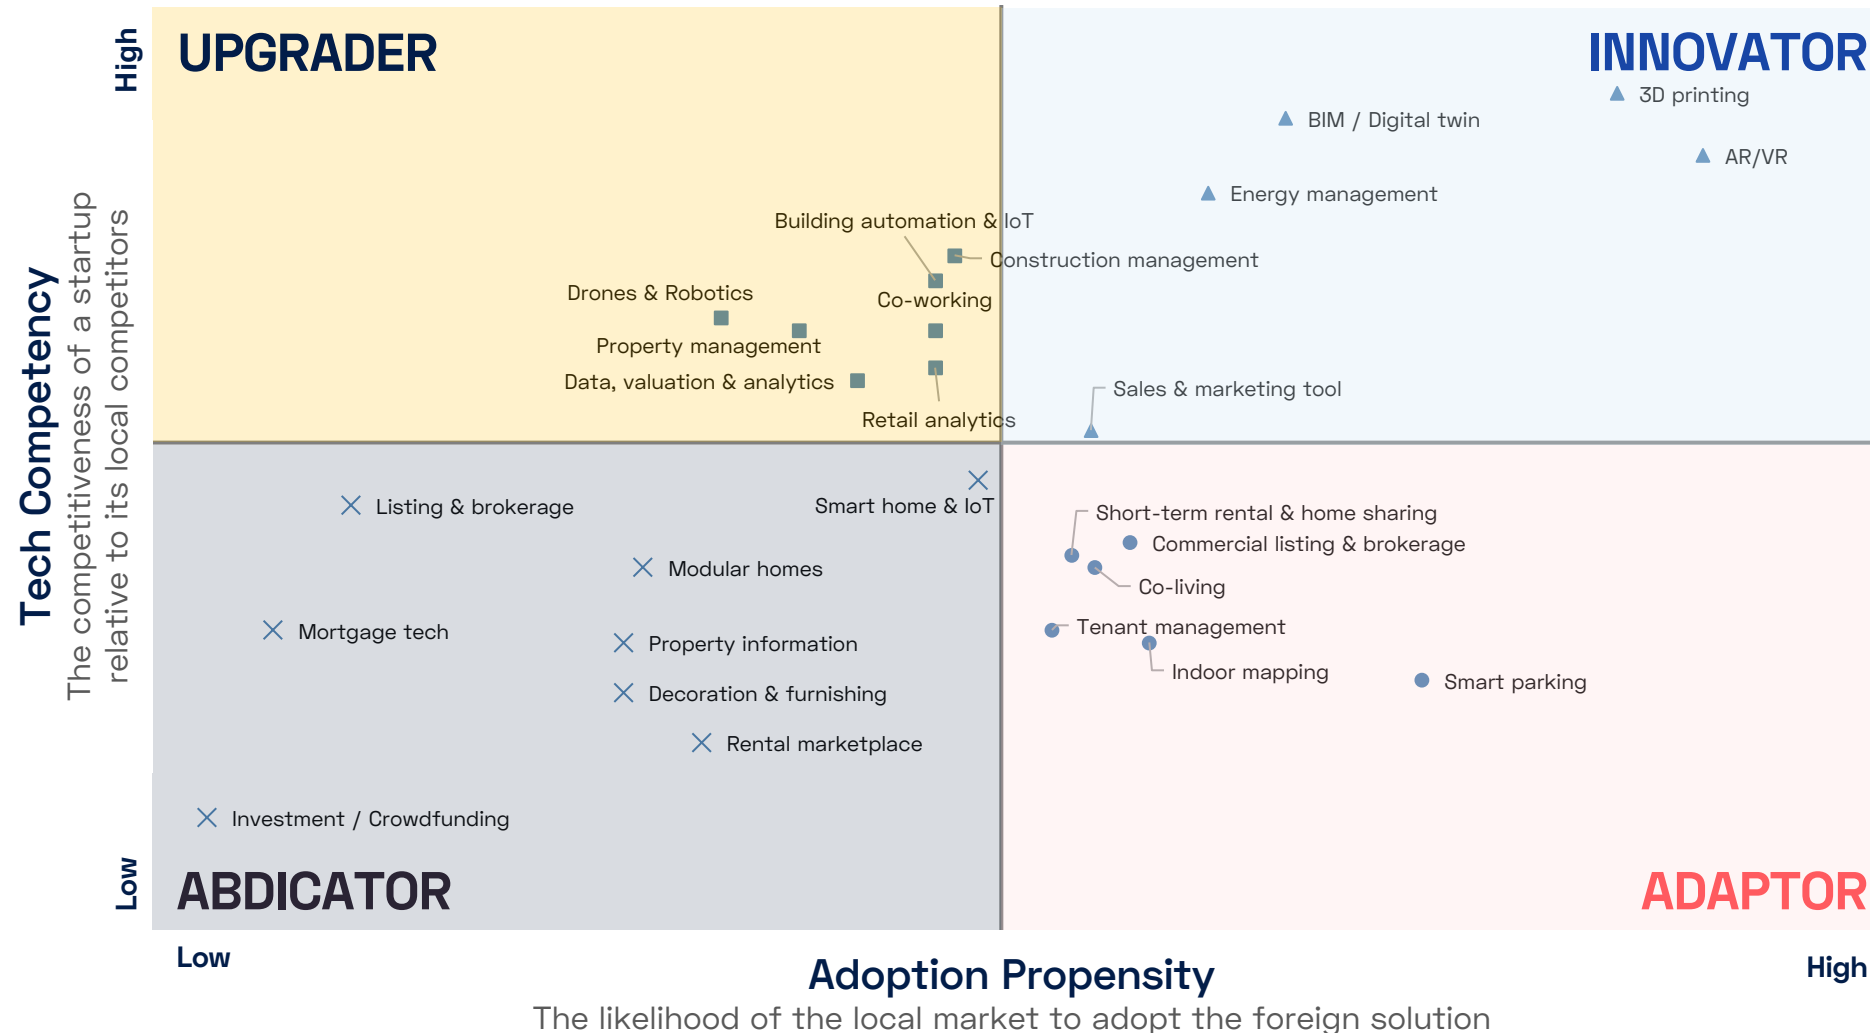 High
UPGRADER
INNOVATOR
3D printing
BIM / Digital twin
AR/VR
Energy management
Building automation & IoT
Construction management
Drones & Robotics
Co-working
Property management
Data, valuation & analytics
Sales & marketing tool
Retail analytics
Tech Competency
The competitiveness of a startup
relative to its local competitors
Listing & brokerage
Smart home & IoT
Short-term rental & home sharing
Commercial listing & brokerage
Modular homes
Co-living
Mortgage tech
Tenant management
Property information
Indoor mapping
Smart parking
Decoration & furnishing
Rental marketplace
Investment / Crowdfunding
Low
ABDICATOR
ADAPTOR
Low
Adoption Propensity
High
The likelihood of the local market to adopt the foreign solution